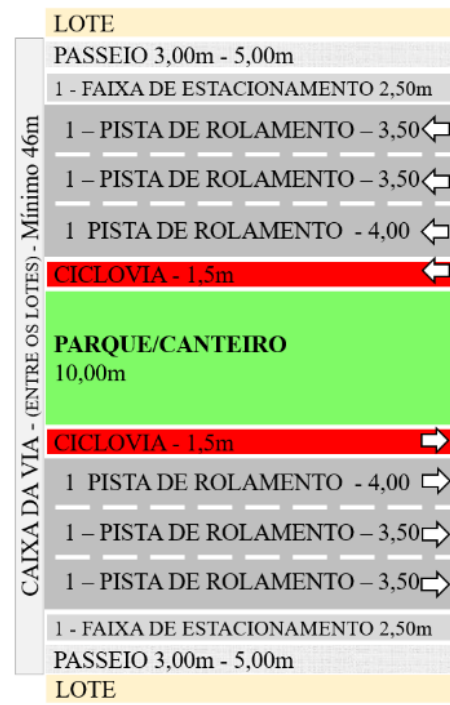 LOTE
PASSEIO 3,00m - 5,00m
1 - FAIXA DE ESTACIONAMENTO 2,50m
1 – PISTA DE ROLAMENTO – 3,50
1 – PISTA DE ROLAMENTO – 3,50
1 PISTA DE ROLAMENTO - 4,00
CICLOVIA - 1,5m
PARQUE/CANTEIRO
10,00m
CICLOVIA - 1,5m
1 PISTA DE ROLAMENTO - 4,00
1 – PISTA DE ROLAMENTO – 3,50
1 – PISTA DE ROLAMENTO – 3,50
1 - FAIXA DE ESTACIONAMENTO 2,50m
PASSEIO 3,00m - 5,00m
LOTE
CAIXA DA VIA - (ENTRE OS LOTES) - Mínimo 46m